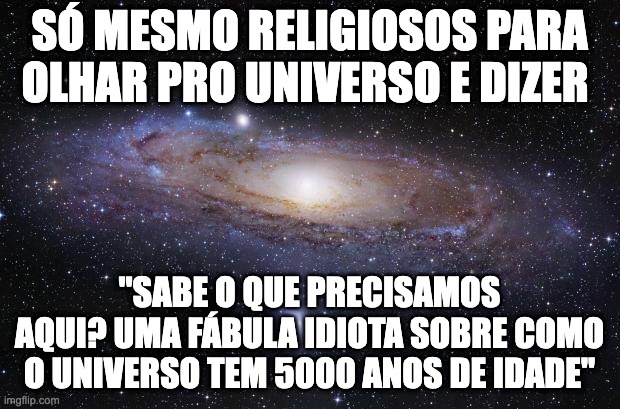 SÓ MESMO RELIGIOSOS PARA
OLHAR PRO UNIVERSO E DIZER
"SABE O QUE PRECISAMOS
AQUI? UMA FÁBULA IDIOTA SOBRE COMO
O UNIVERSO TEM 5000 ANOS DE IDADE"
imgflip.com